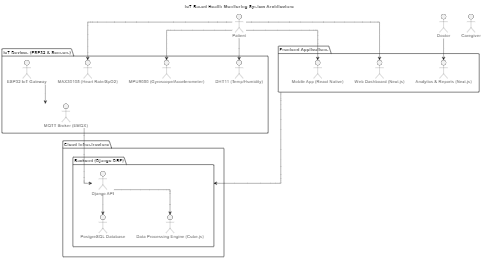 IoT Based Health Monitoring System Architecture
Patient
Doctor
Caregiver
IoT Devices (ESP32 & Sensors)
Frontend Applications
ESP32 IoT Gateway
MAX30100 (Heart Rate/SpO2)
MPU6050 (Gyroscope/Accelerometer)
DHT11 (Temp/Humidity)
Mobile App (React Native)
Web Dashboard (Next.js)
Analytics & Reports (Next.js)
MQTT Broker (EMQX)
Cloud Infrastructure
Backend (Django DRF)
Django API
PostgreSQL Database
Data Processing Engine